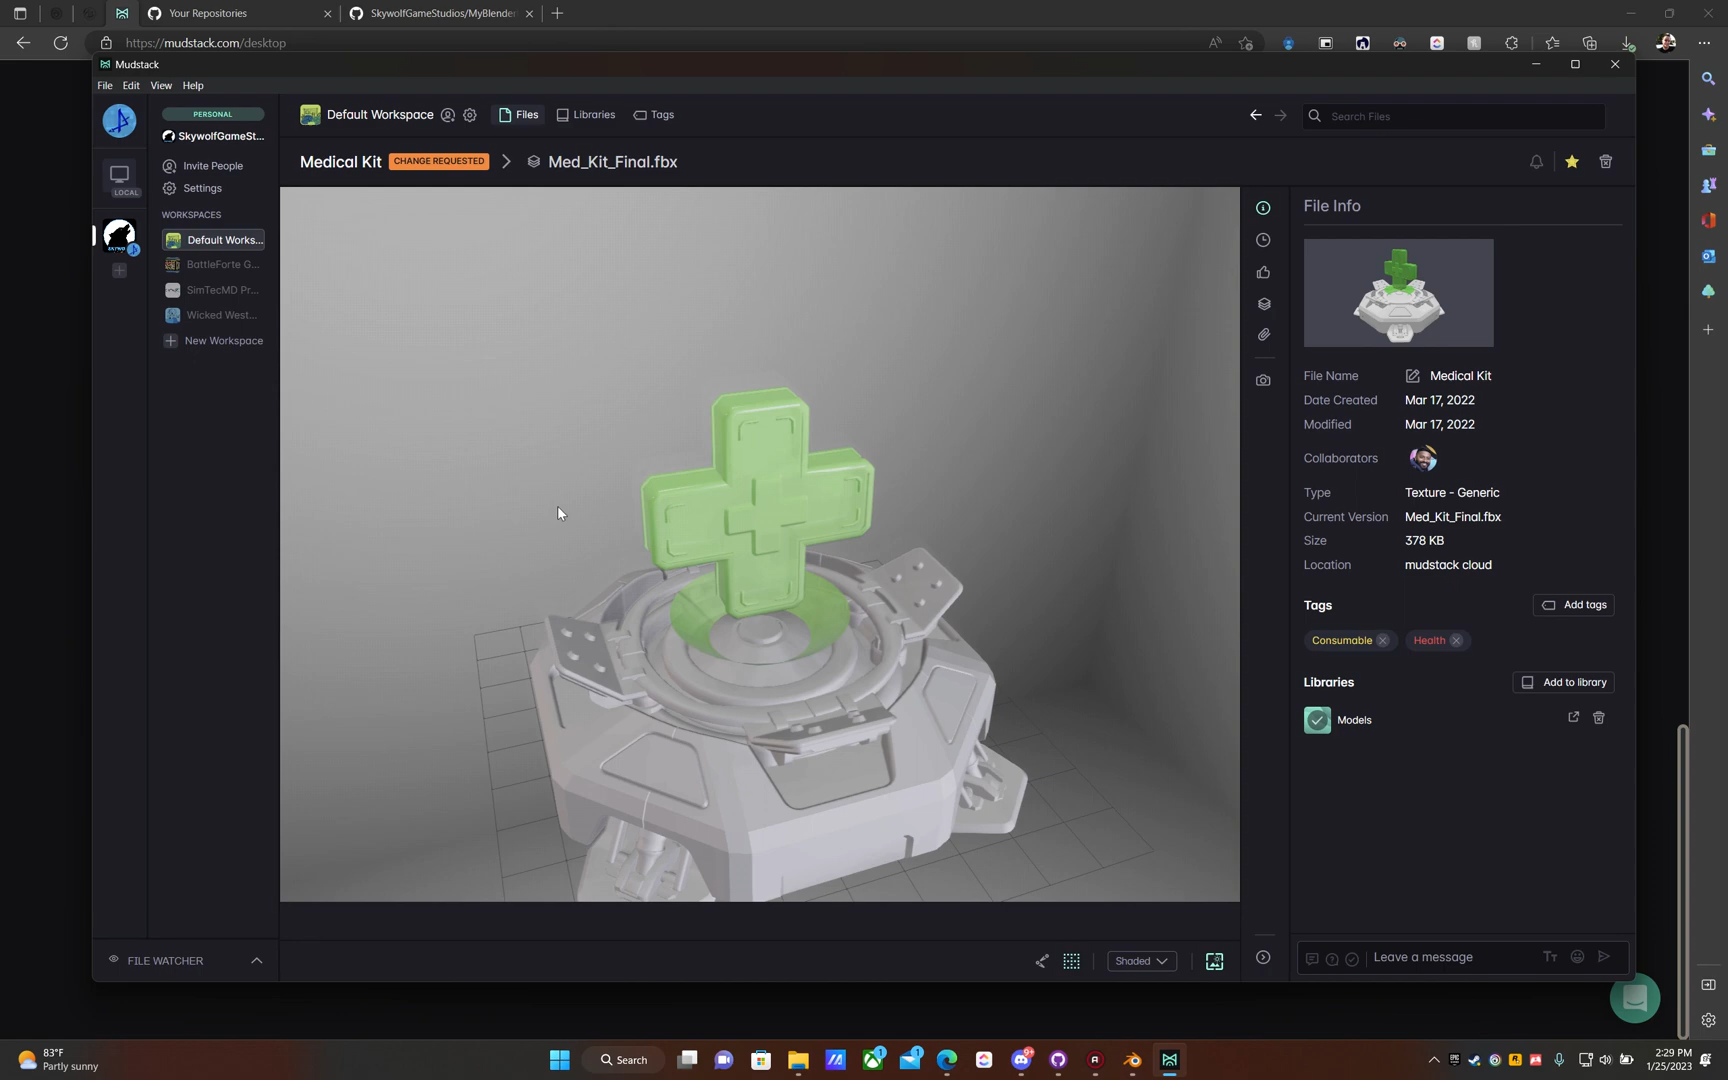 Your Repositories
SkywolfGameStudios/MyBlender
https://mudstack.com/desktop
Mudstack
File Edit View Help
PERSONAL
SkywolfGameSt...
Invite People
Settings
WORKSPACES
Default Works...
BattleForte G...
SimTecMD Pr...
Wicked West...
New Workspace
LOCAL
FILE WATCHER
Default Workspace
Files
Libraries
Tags
Search Files
Medical Kit CHANGE REQUESTED Med_Kit_Final.fbx
Shaded
File Info
File Name Medical Kit
Date Created Mar 17, 2022
Modified Mar 17, 2022
Collaborators
Type Texture - Generic
Current Version Med_Kit_Final.fbx
Size 378 KB
Location mudstack cloud
Tags Add tags
Consumable Health
Libraries Add to library
Models
Leave a message
83°F
Partly sunny
Search
2:29 PM
1/25/2023